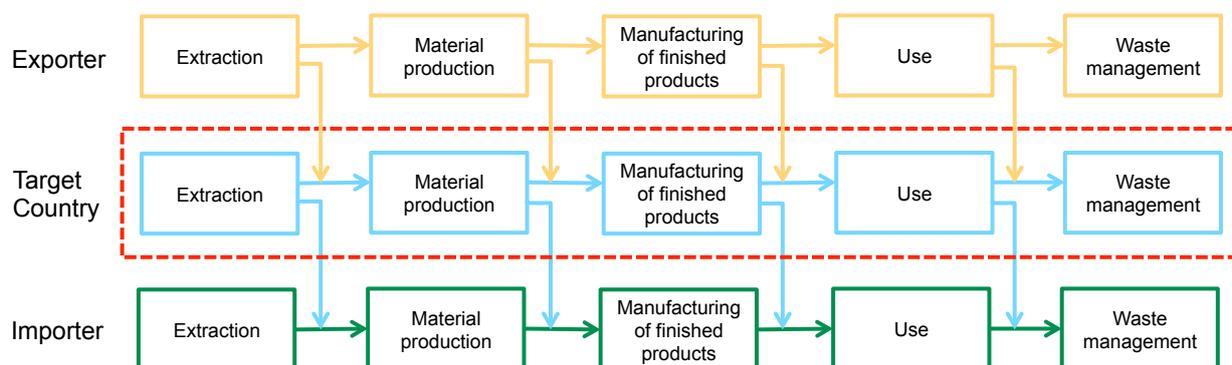 Exporter
Extraction
Material
production
Manufacturing
of finished
products
Use
Waste
management
Target
Country
Extraction
Material
production
Manufacturing
of finished
products
Use
Waste
management
Importer
Extraction
Material
production
Manufacturing
of finished
products
Use
Waste
management